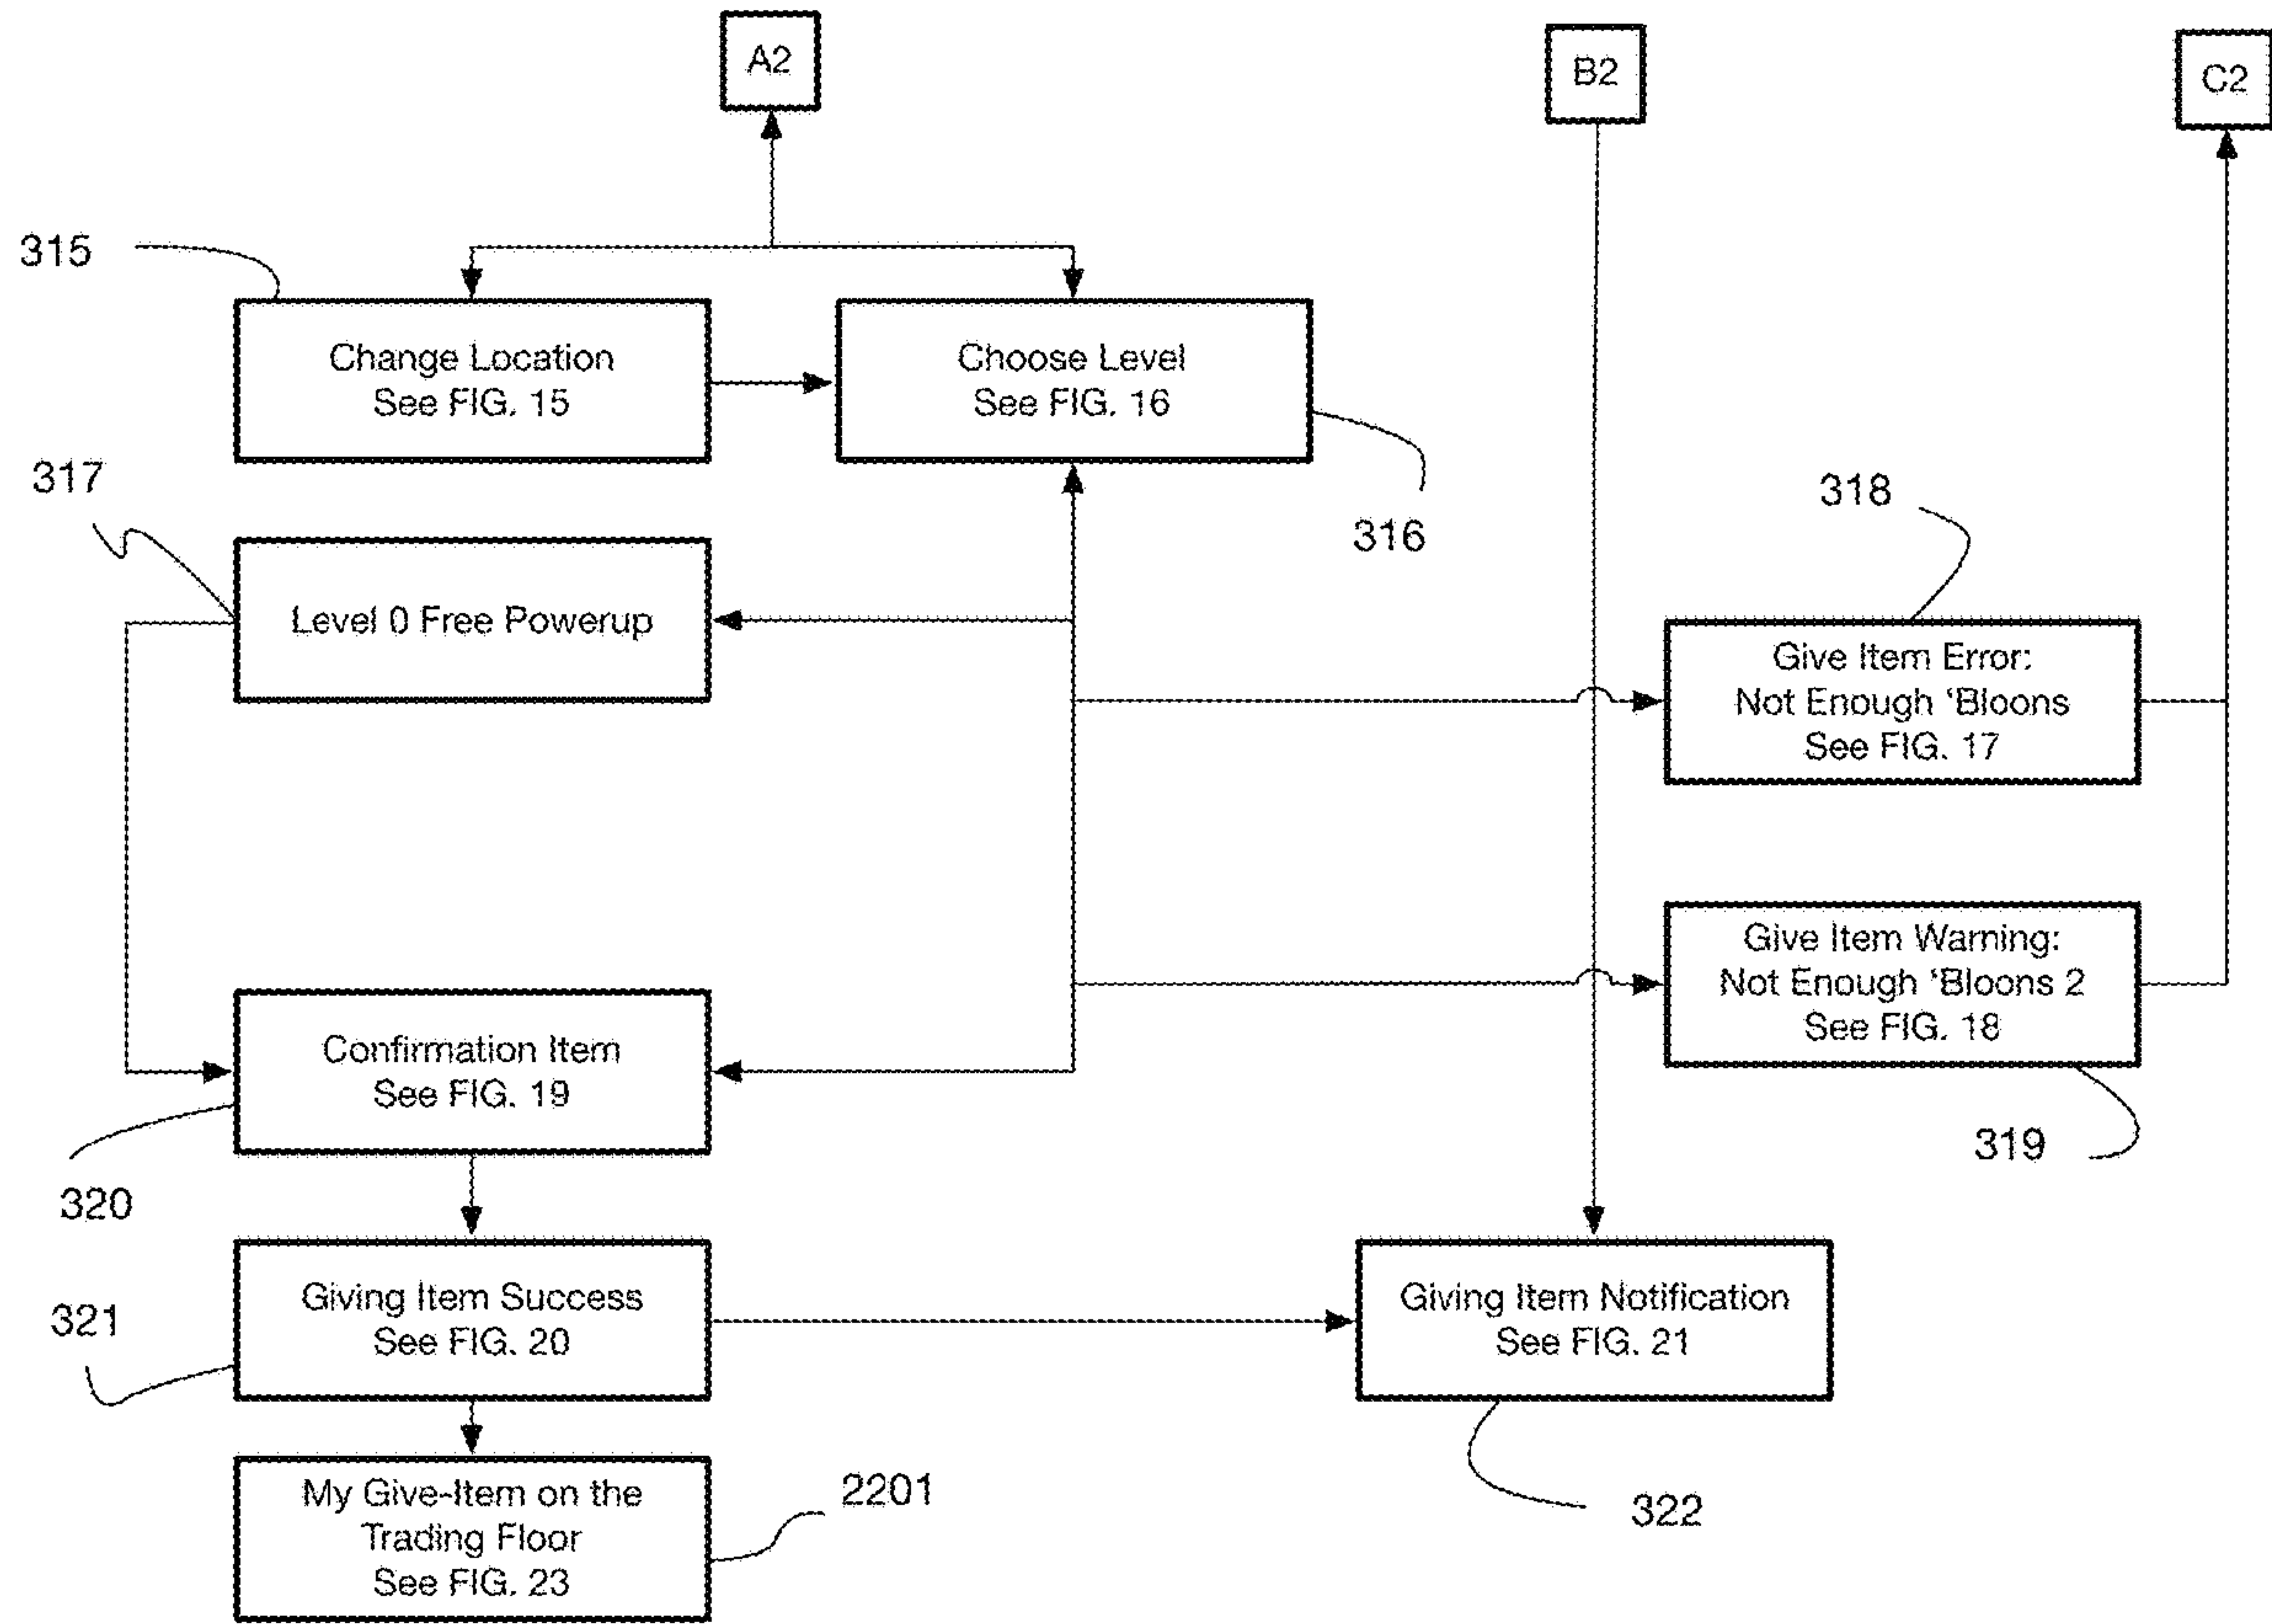 A2
B2
C2
315
Change Location
See FIG. 15
Choose Level
See FIG. 16
316
317
Level 0 Free Powerup
318
Give Item Error:
Not Enough ‘Bloons
See FIG. 17
Give Item Warning:
Not Enough ‘Bloons 2
See FIG. 18
319
Confirmation Item
See FIG. 19
320
Giving Item Success
See FIG. 20
321
Giving Item Notification
See FIG. 21
322
My Give-Item on the
Trading Floor
See FIG. 23
2201